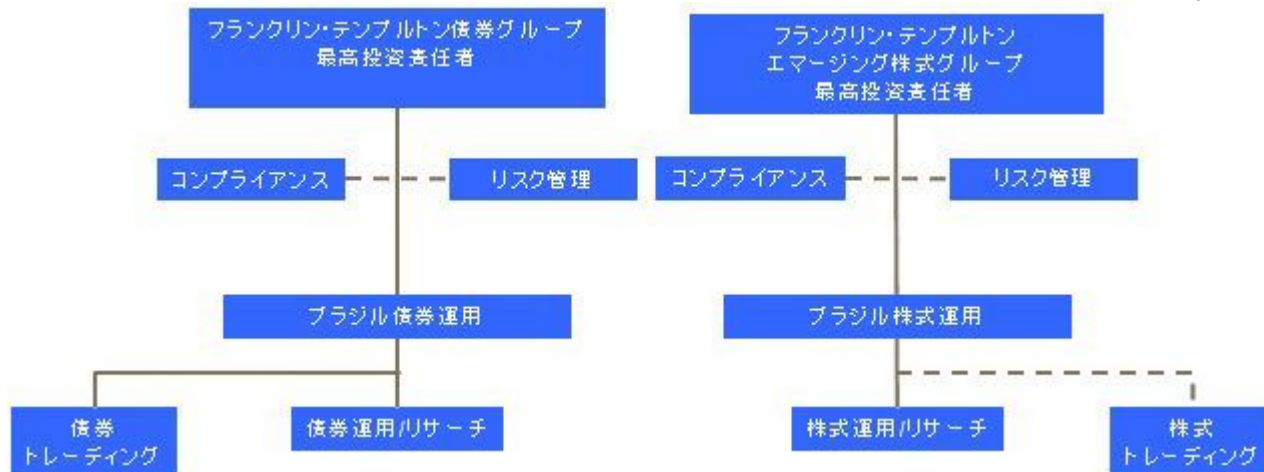 フランクリン・テンプルトン債券グループ
最高投資責任者
フランクリン・テンプルトン
エマージング株式グループ
最高投資責任者
コンプライアンス
リスク管理
コンプライアンス
リスク管理
ブラジル債券運用
ブラジル株式運用
債券
トレーディング
債券運用/リサーチ
株式運用/リサーチ
株式
トレーディング